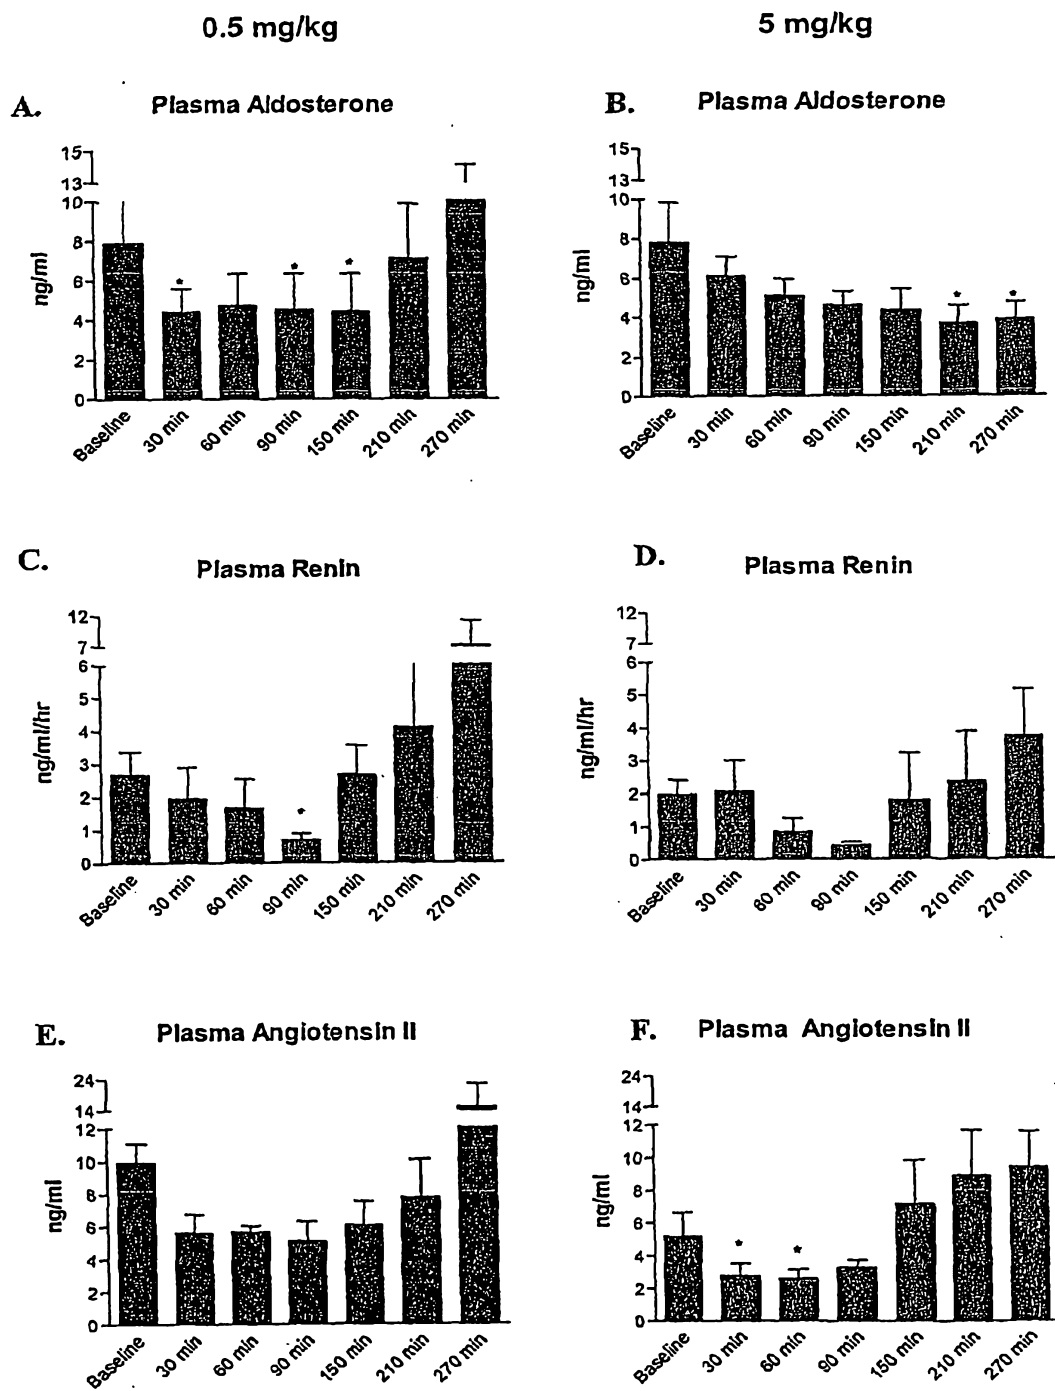 0.5 mg/kg
5 mg/kg
A.
Plasma Aldosterone
15
13
10
8
6
4
2
0
ng/ml
*
*
*
Baseline
30 min
60 min
90 min
150 min
210 min
270 min
B.
Plasma Aldosterone
15
13
10
8
6
4
2
0
ng/ml
*
*
Baseline
30 min
60 min
90 min
150 min
210 min
270 min
C.
Plasma Renin
12
7
6
5
4
3
2
1
0
ng/ml/hr
*
Baseline
30 min
60 min
90 min
150 min
210 min
270 min
D.
Plasma Renin
12
7
6
5
4
3
2
1
0
ng/ml/hr
Baseline
30 min
60 min
90 min
150 min
210 min
270 min
E.
Plasma Angiotensin II
24
14
12
10
8
6
4
2
0
ng/ml
Baseline
30 min
60 min
90 min
150 min
210 min
270 min
F.
Plasma Angiotensin II
24
14
12
10
8
6
4
2
0
ng/ml
*
*
Baseline
30 min
60 min
90 min
150 min
210 min
270 min